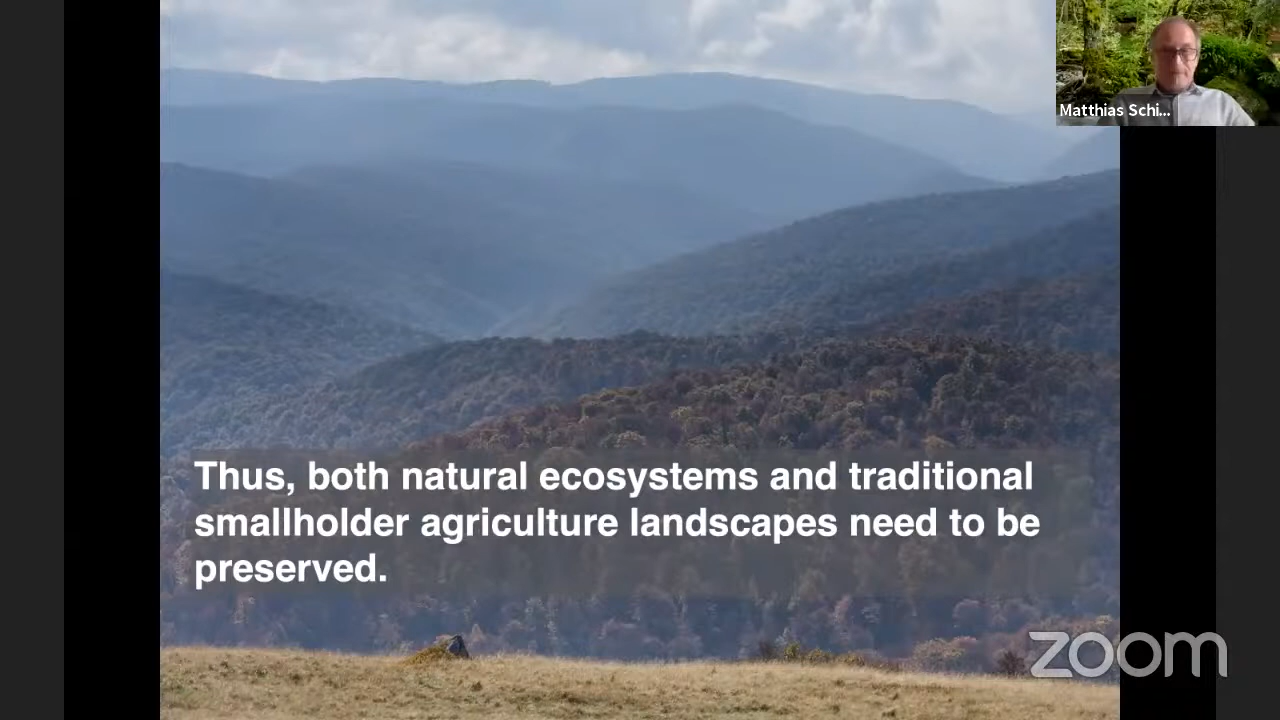 Matthias Schi...
Thus, both natural ecosystems and traditional
smallholder agriculture landscapes need to be
preserved.
zoom